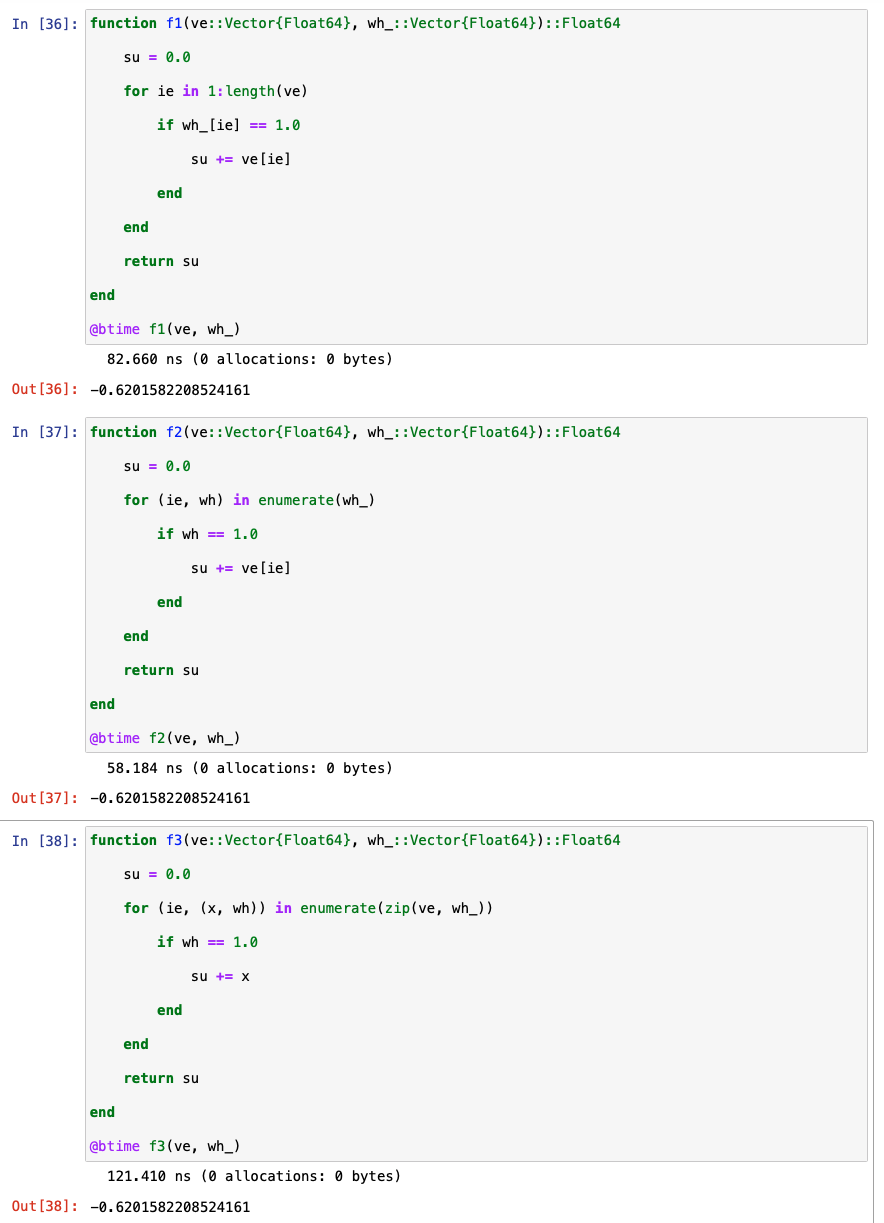 In [36]: function f1(ve::Vector{Float64}, wh_::Vector{Float64})::Float64
su = 0.0
for ie in 1:length(ve)
if wh_[ie] == 1.0
su += ve[ie]
end
end
return su
end
@btime f1(ve, wh_)
82.660 ns (0 allocations: 0 bytes)
Out[36]: -0.6201582208524161
In [37]: function f2(ve::Vector{Float64}, wh_::Vector{Float64})::Float64
su = 0.0
for (ie, wh) in enumerate(wh_)
if wh == 1.0
su += ve[ie]
end
end
return su
end
@btime f2(ve, wh_)
58.184 ns (0 allocations: 0 bytes)
Out[37]: -0.6201582208524161
In [38]: function f3(ve::Vector{Float64}, wh_::Vector{Float64})::Float64
su = 0.0
for (ie, (x, wh)) in enumerate(zip(ve, wh_))
if wh == 1.0
su += x
end
end
return su
end
@btime f3(ve, wh_)
121.410 ns (0 allocations: 0 bytes)
Out[38]: -0.6201582208524161